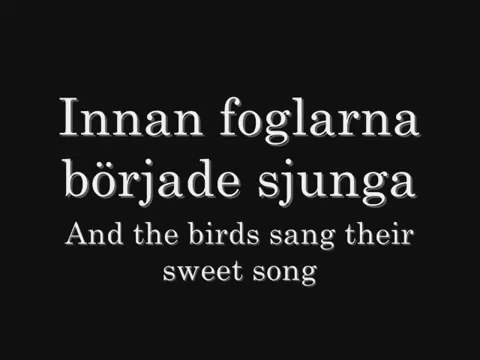 Innan foglarna
började sjunga
And the birds sang their
sweet song